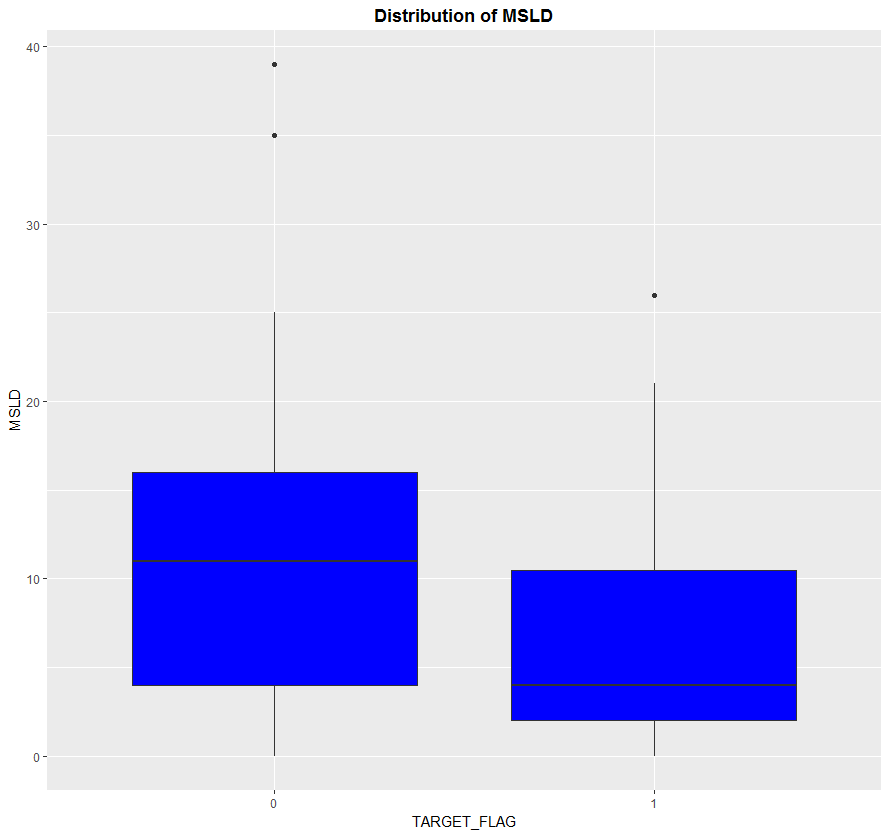 Distribution of MSLD
40
30
20
10
0
MSLD
0 1
TARGET_FLAG